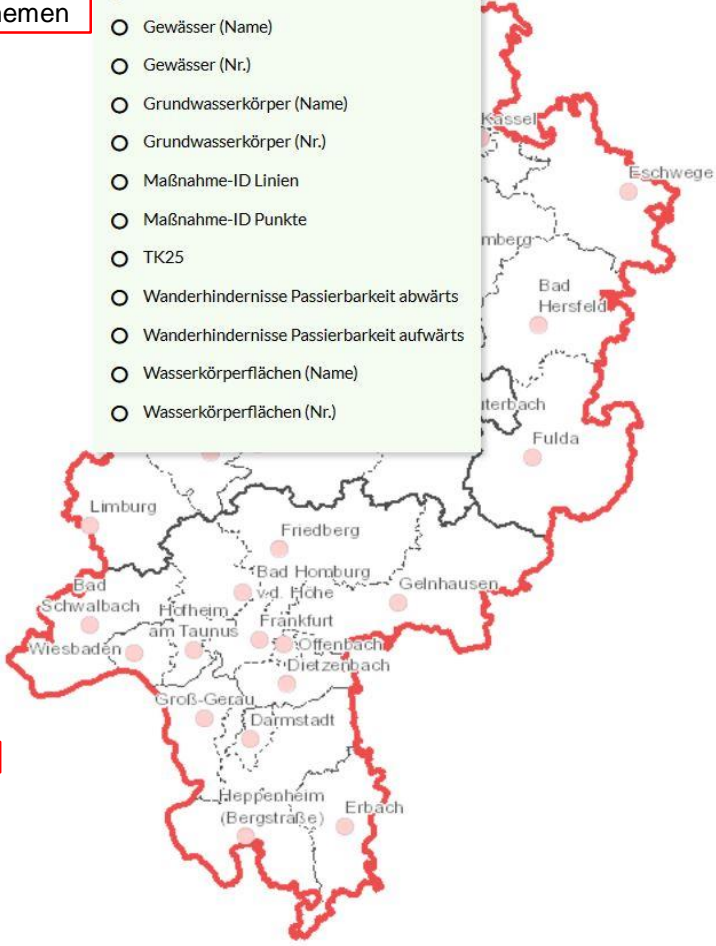 Gewässer (Name)
Gewässer (Nr.)
Grundwasserkörper (Name)
Grundwasserkörper (Nr.)
Maßnahme-ID Linien
Maßnahme-ID Punkte
TK25
Wanderhindernisse Passierbarkeit abwärts
Wanderhindernisse Passierbarkeit aufwärts
Wasserkörperflächen (Name)
Wasserkörperflächen (Nr.)
Kassel
Eschwege
mberg
Bad
Hersfeld
uterbach
Fulda
Limburg
Friedberg
Bad Homburg
v.d. Höhe
Gelnhausen
Bad
Schwalbach
Hofheim
am Taunus
Frankfurt
Wiesbaden
Offenbach
Dietzenbach
Groß-Gerau
Darmstadt
Heppenheim
(Bergstraße)
Erbach